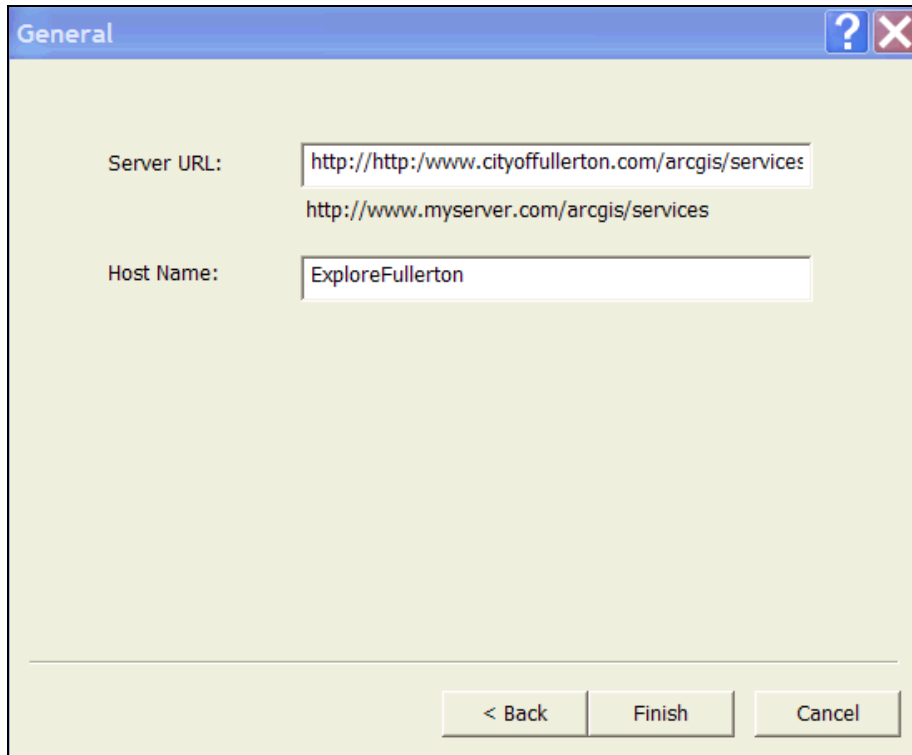 General
Server URL:
http://http:/www.cityoffullerton.com/arcgis/services
http://www.myserver.com/arcgis/services
Host Name:
ExploreFullerton
< Back
Finish
Cancel